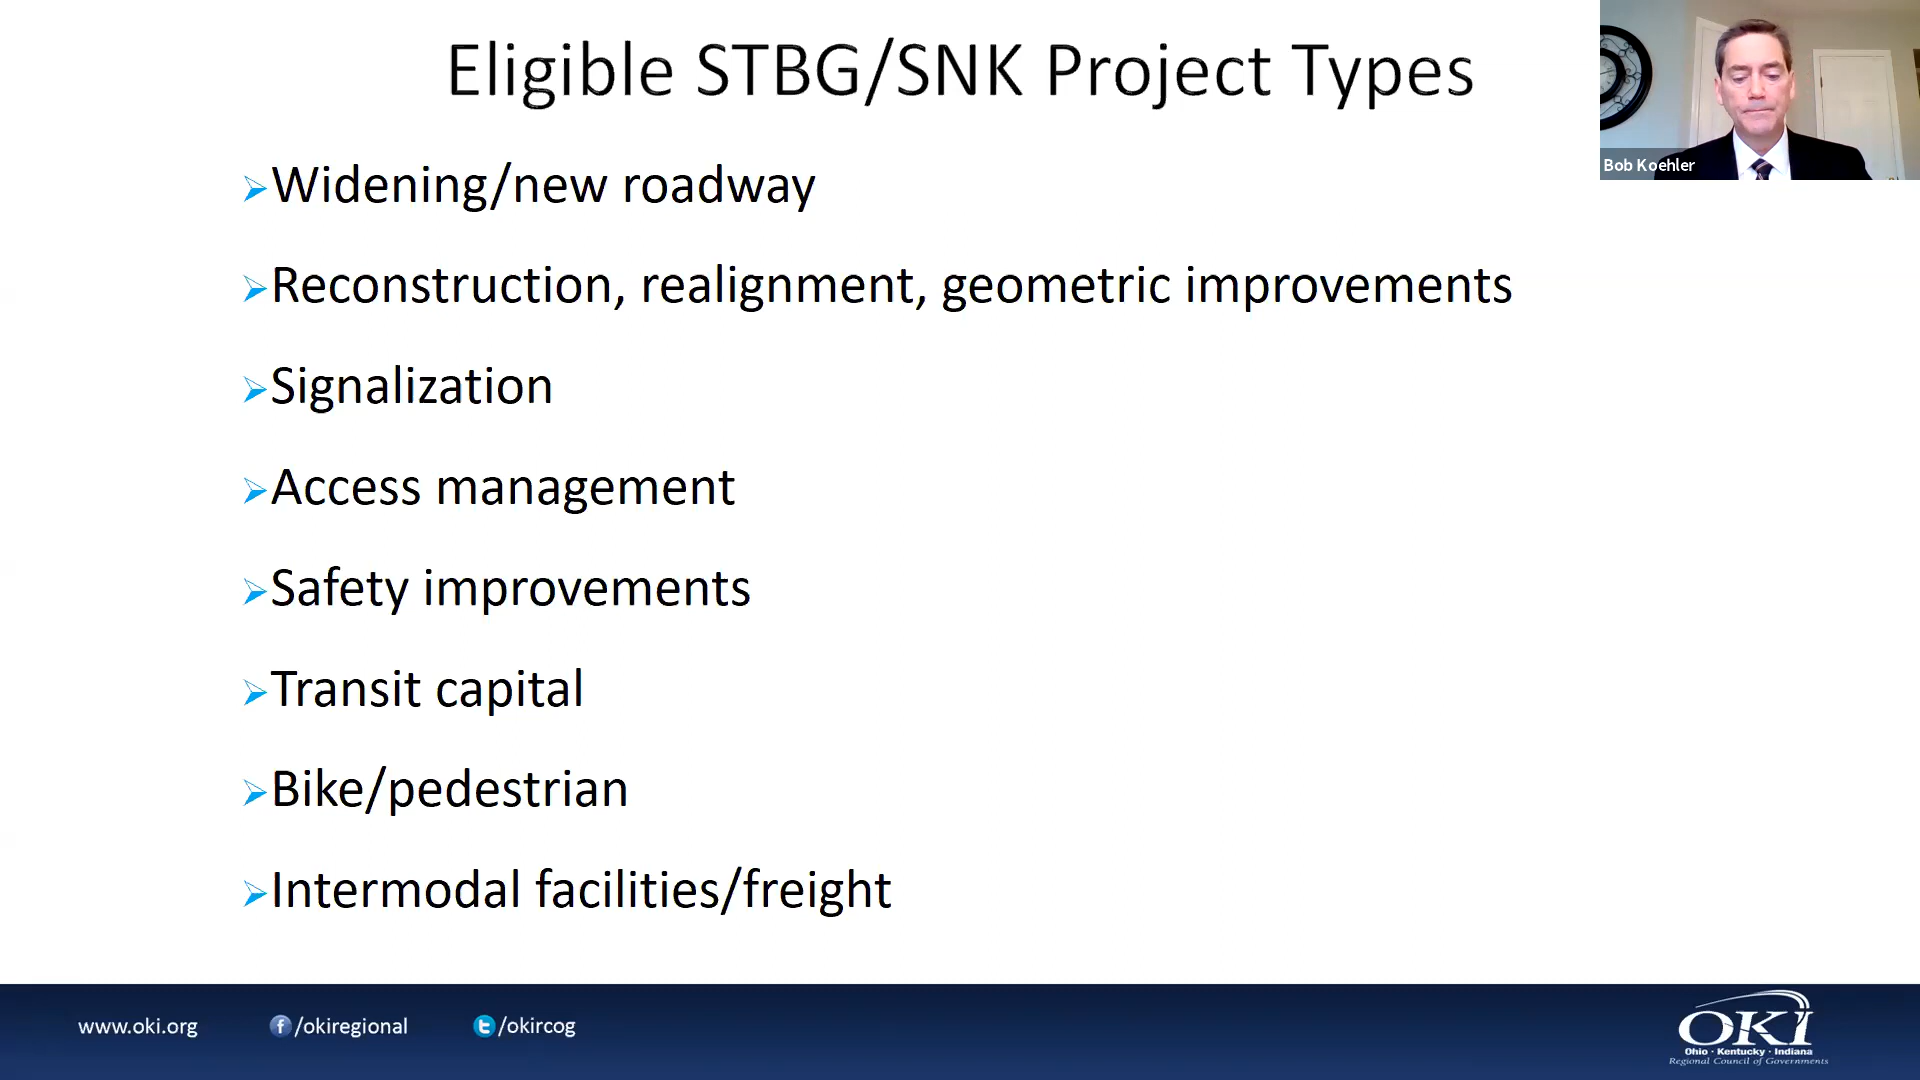 Eligible STBG/SNK Project Types
Bob Koehler
Widening/new roadway
Reconstruction, realignment, geometric improvements
Signalization
Access management
Safety improvements
Transit capital
Bike/pedestrian
Intermodal facilities/freight
www.oki.org
/okiregional
/okircog
OKI
Ohio · Kentucky · Indiana
Regional Council of Governments